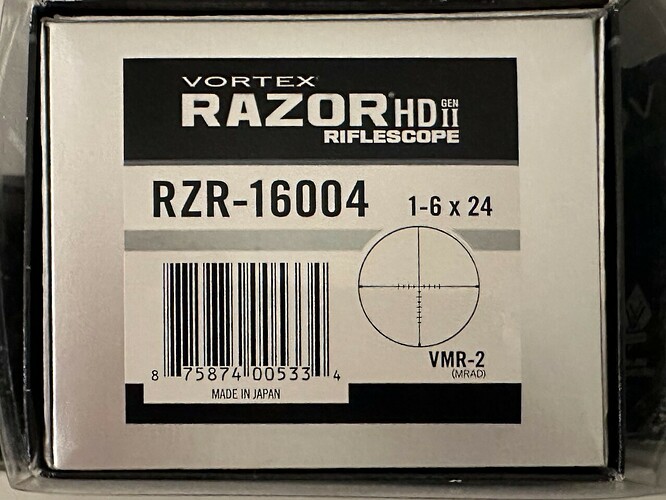 VORTEX
RAZOR HD GEN II
RIFLESCOPE
RZR-16004 1-6 x 24
8 75874 00533 4
MADE IN JAPAN
VMR-2
(MRAD)